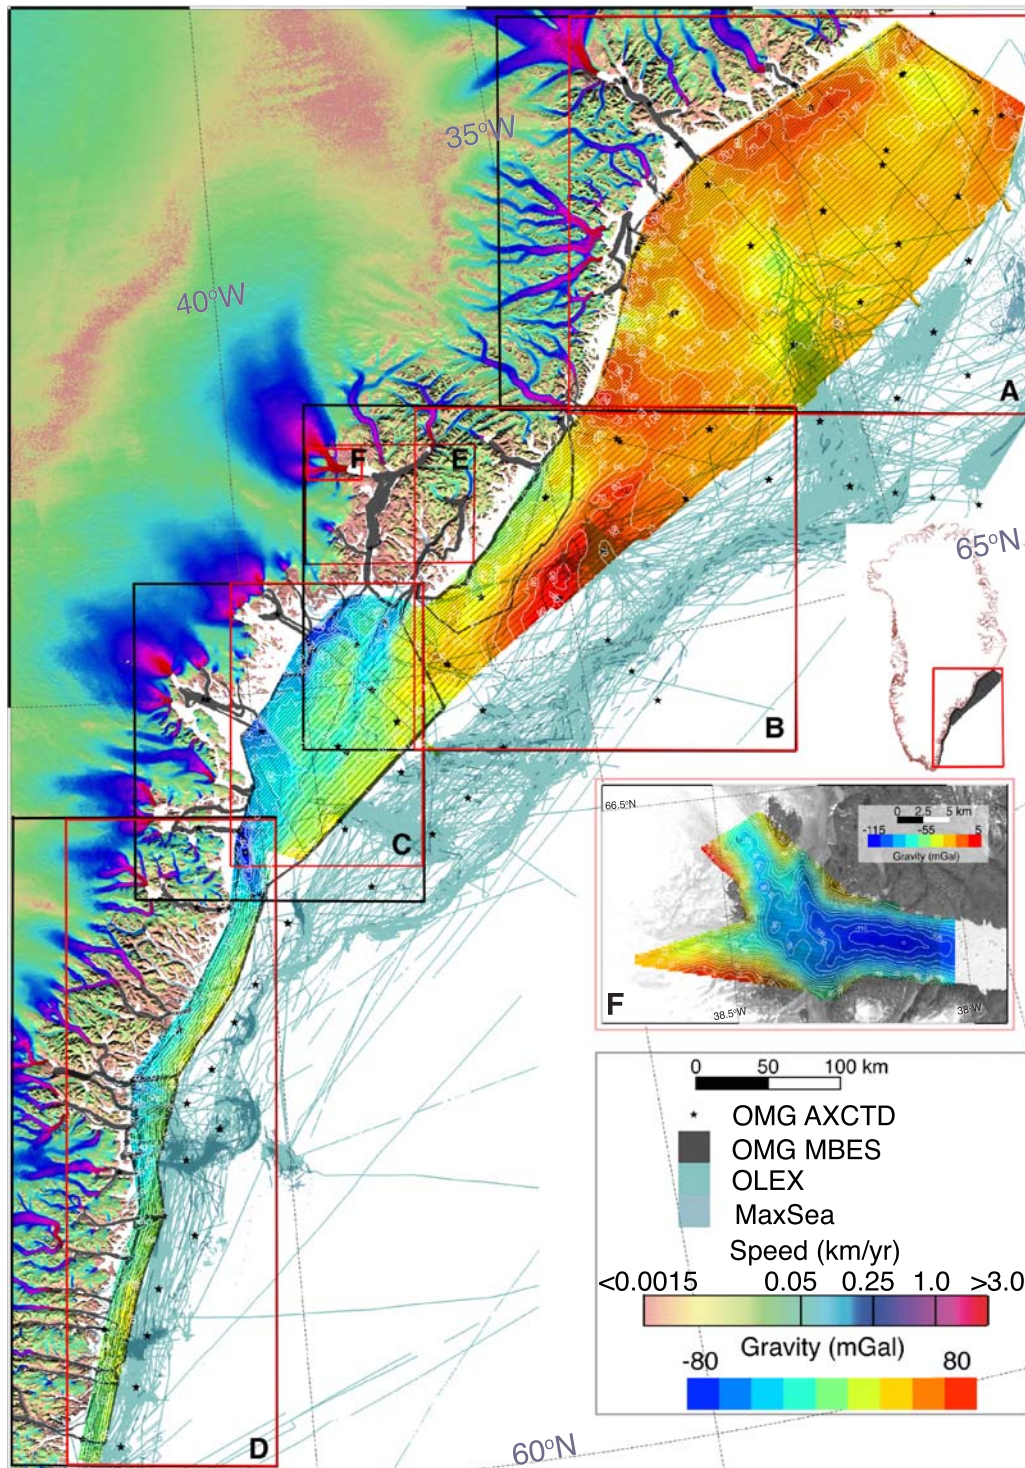 35°W
40°W
A
F
E
65°N
B
C
66.5°N
0 2.5 5 km
-115 -55 5
Gravity (mGal)
F
38.5°W
38°W
0 50 100 km
OMG AXCTD
OMG MBES
OLEX
MaxSea
Speed (km/yr)
<0.0015 0.05 0.25 1.0 >3.0
Gravity (mGal)
-80 80
D
60°N